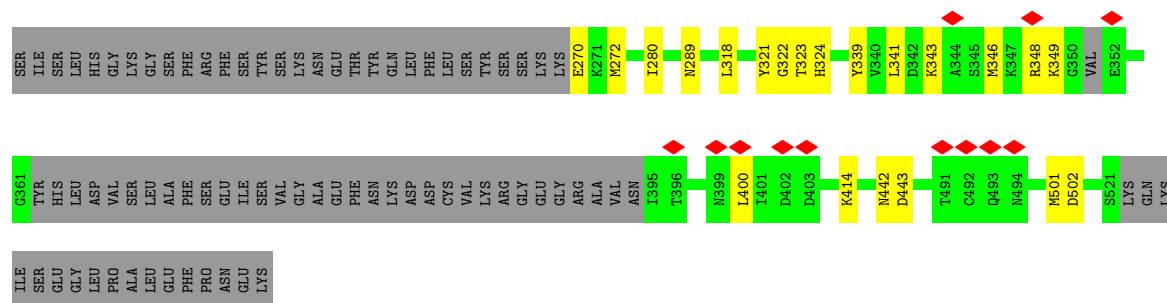 SER ILE SER LEU HIS GLY LYS GLY SER PHE ARG PHE SER TYR SER LYS ASN GLU THR TYR GLN LEU PHE LEU SER TYR SER SER LYS LYS E270 K271 M272 I280 N289 L318 Y321 G322 T323 H324 Y339 V340 L341 D342 K343 A344 S345 M346 K347 R348 K349 G350 VAL E352
G361 TYR HIS LEU ASP VAL SER LEU ALA PHE SER GLU ILE SER VAL GLY ALA GLU PHE ASN LYS ASP ASP CYS VAL LYS ARG GLY GLU GLY ARG ALA VAL ASN I395 T396 N399 L400 I401 D402 D403 K414 N442 D443 T491 C492 Q493 N494 M501 D502 S521 LYS GLN LYS
ILE SER GLU GLY LEU PRO ALA LEU GLU PHE PRO ASN GLU LYS